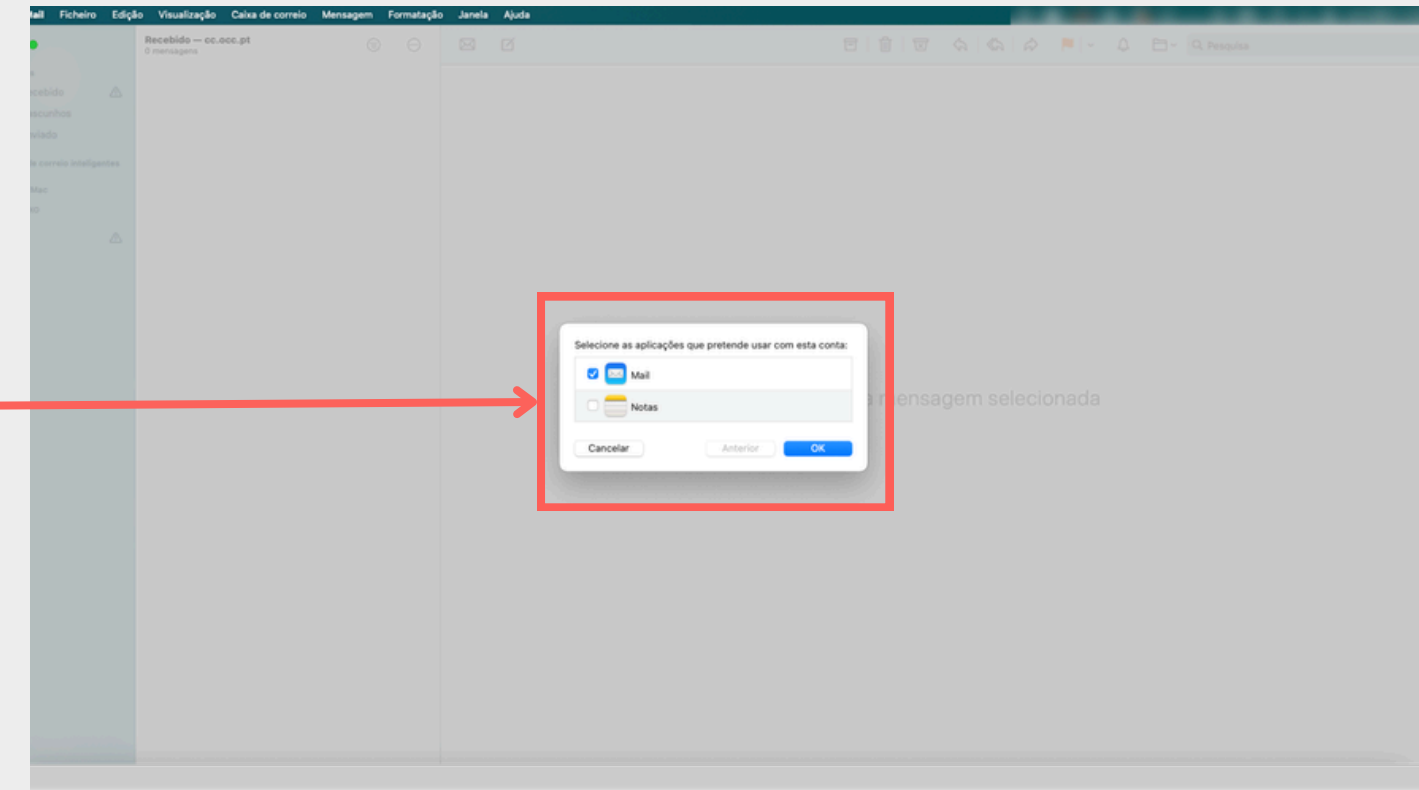 Mail Ficheiro Edição Visualização Caixa de correio Mensagem Formatação Janela Ajuda
Recebido — cc.occ.pt
0 mensagens
Pesquisa
ecebido
ascunhos
nviado
de correio inteligentes
Mac
Selecione as aplicações que pretende usar com esta conta:
Mail
Notas
mensagem selecionada
Cancelar Anterior OK